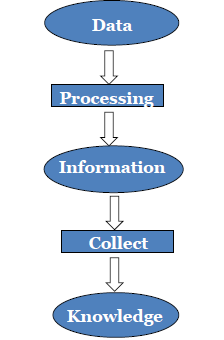 Data
Processing
Information
Collect
Knowledge